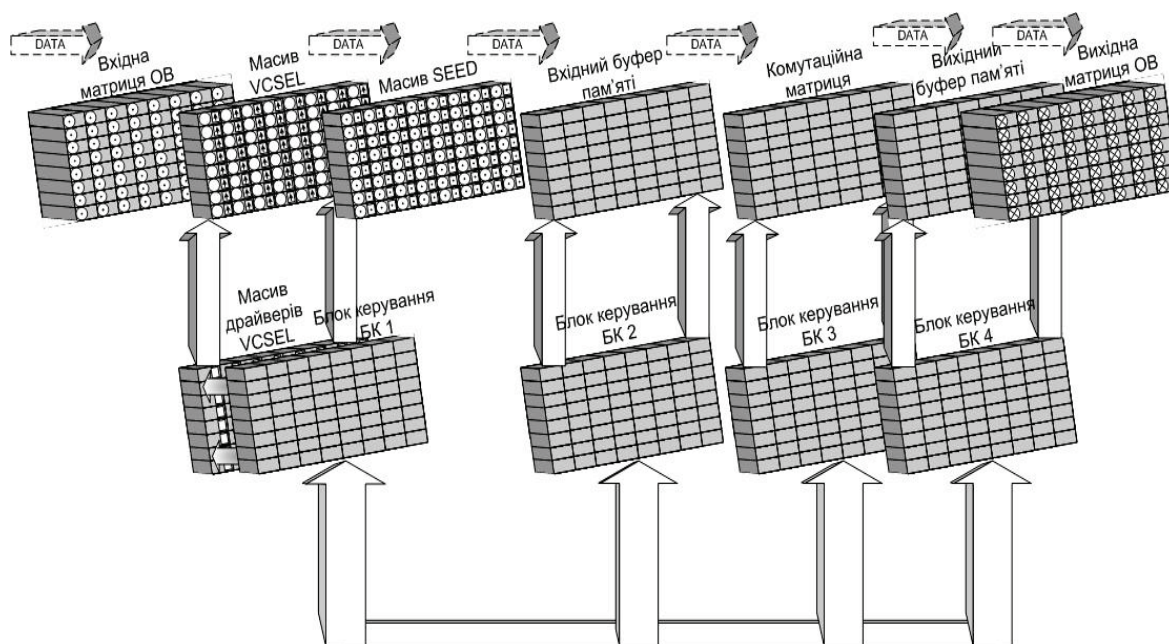 DATA
DATA
DATA
DATA
DATA
DATA
Вхідна
матриця ОВ
Масив
VCSEL
Масив SEED
Вхідний буфер
пам'яті
Комутаційна
матриця
Вихідний
буфер пам'яті
Вихідна
матриця ОВ
Масив
драйверів
VCSEL
Блок керування
БК 1
Блок керування
БК 2
Блок керування
БК 3
Блок керування
БК 4